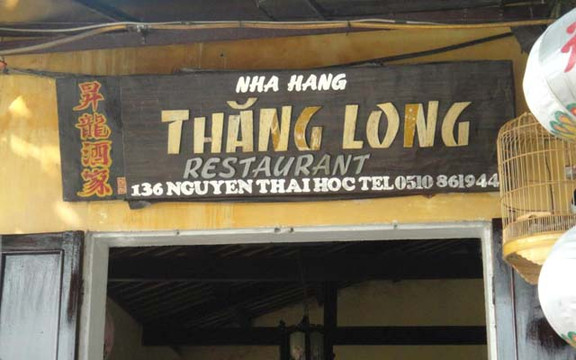 昇龍酒家
NHA HANG
THĂNG LONG
RESTAURANT
136 NGUYEN THAI HOC TEL 0510 861944